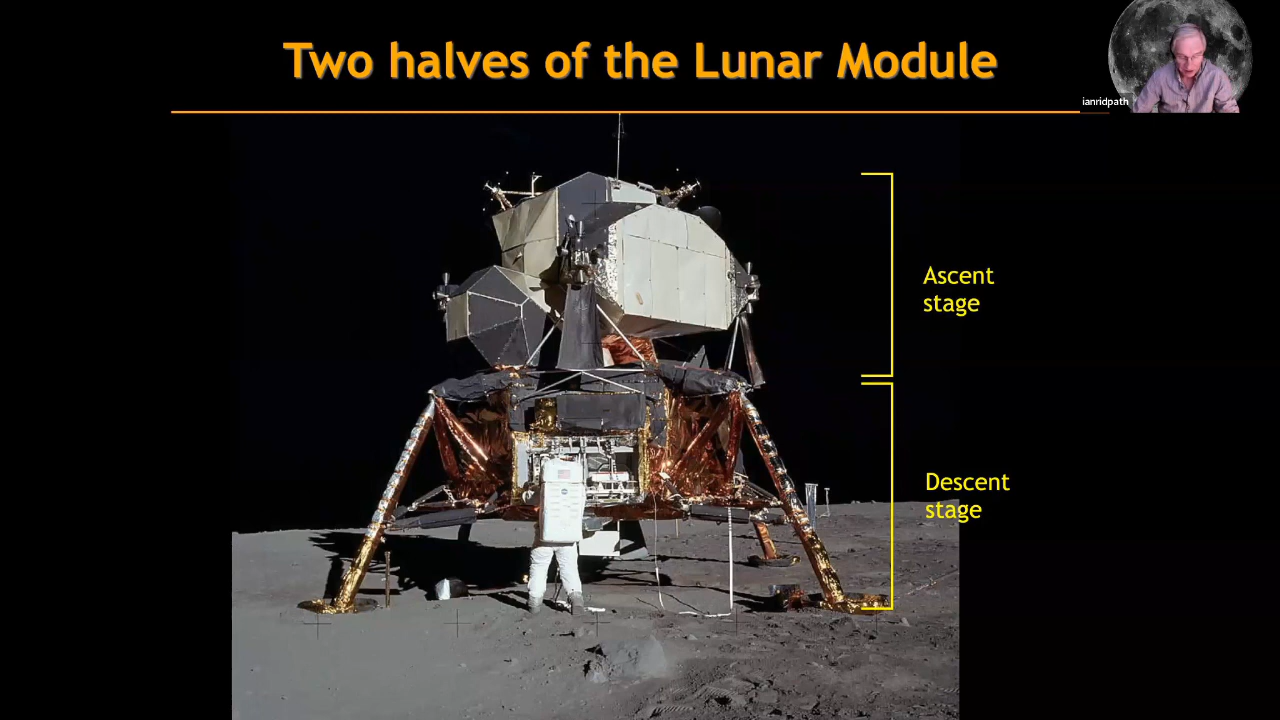 Two halves of the Lunar Module
ianridpath
Ascent
stage
Descent
stage